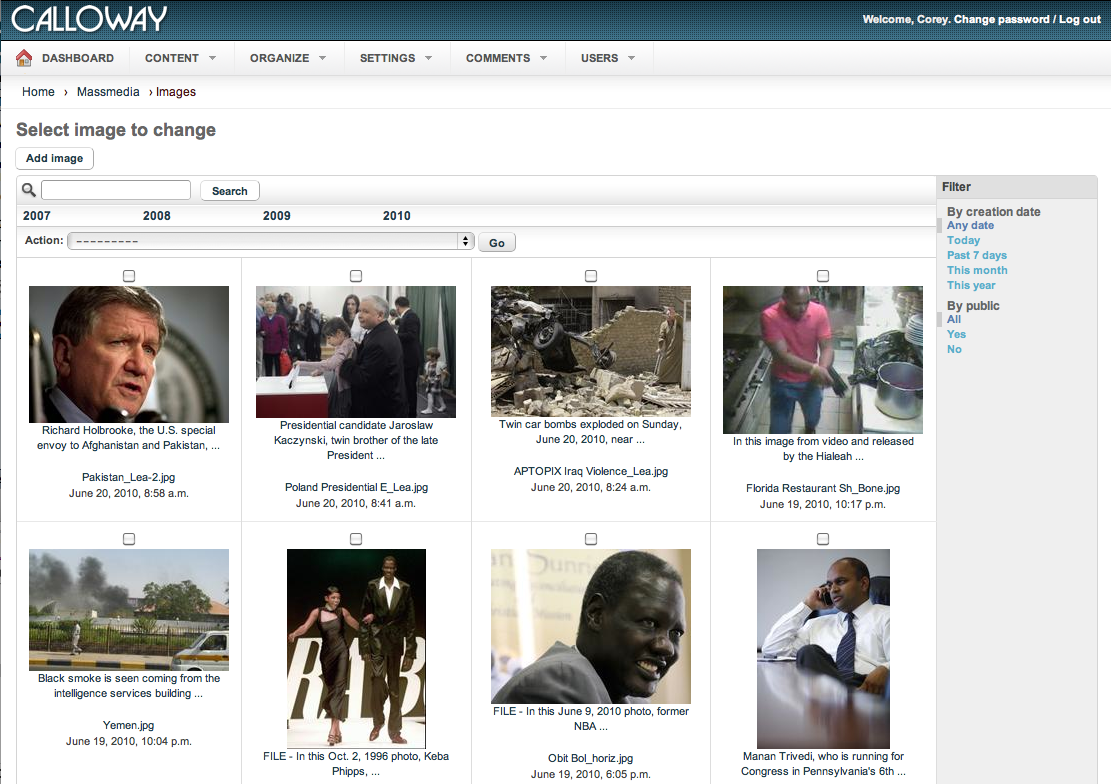 CALLOWAY
Welcome, Corey. Change password / Log out
DASHBOARD
CONTENT
ORGANIZE
SETTINGS
COMMENTS
USERS
Home › Massmedia › Images
Select image to change
Add image
Search
2007
2008
2009
2010
Action:
---------
Go
Filter
By creation date
Any date
Today
Past 7 days
This month
This year
By public
All
Yes
No
Richard Holbrooke, the U.S. special
envoy to Afghanistan and Pakistan, ...
Pakistan_Lea-2.jpg
June 20, 2010, 8:58 a.m.
Presidential candidate Jaroslaw
Kaczynski, twin brother of the late
President ...
Poland Presidential E_Lea.jpg
June 20, 2010, 8:41 a.m.
Twin car bombs exploded on Sunday,
June 20, 2010, near ...
APTOPIX Iraq Violence_Lea.jpg
June 20, 2010, 8:24 a.m.
In this image from video and released
by the Hialeah ...
Florida Restaurant Sh_Bone.jpg
June 19, 2010, 10:17 p.m.
Black smoke is seen coming from the
intelligence services building ...
Yemen.jpg
June 19, 2010, 10:04 p.m.
RAB
FILE - In this Oct. 2, 1996 photo, Keba
Phipps, ...
FILE - In this June 9, 2010 photo, former
NBA ...
Obit Bol_horiz.jpg
June 19, 2010, 6:05 p.m.
Manan Trivedi, who is running for
Congress in Pennsylvania's 6th ...